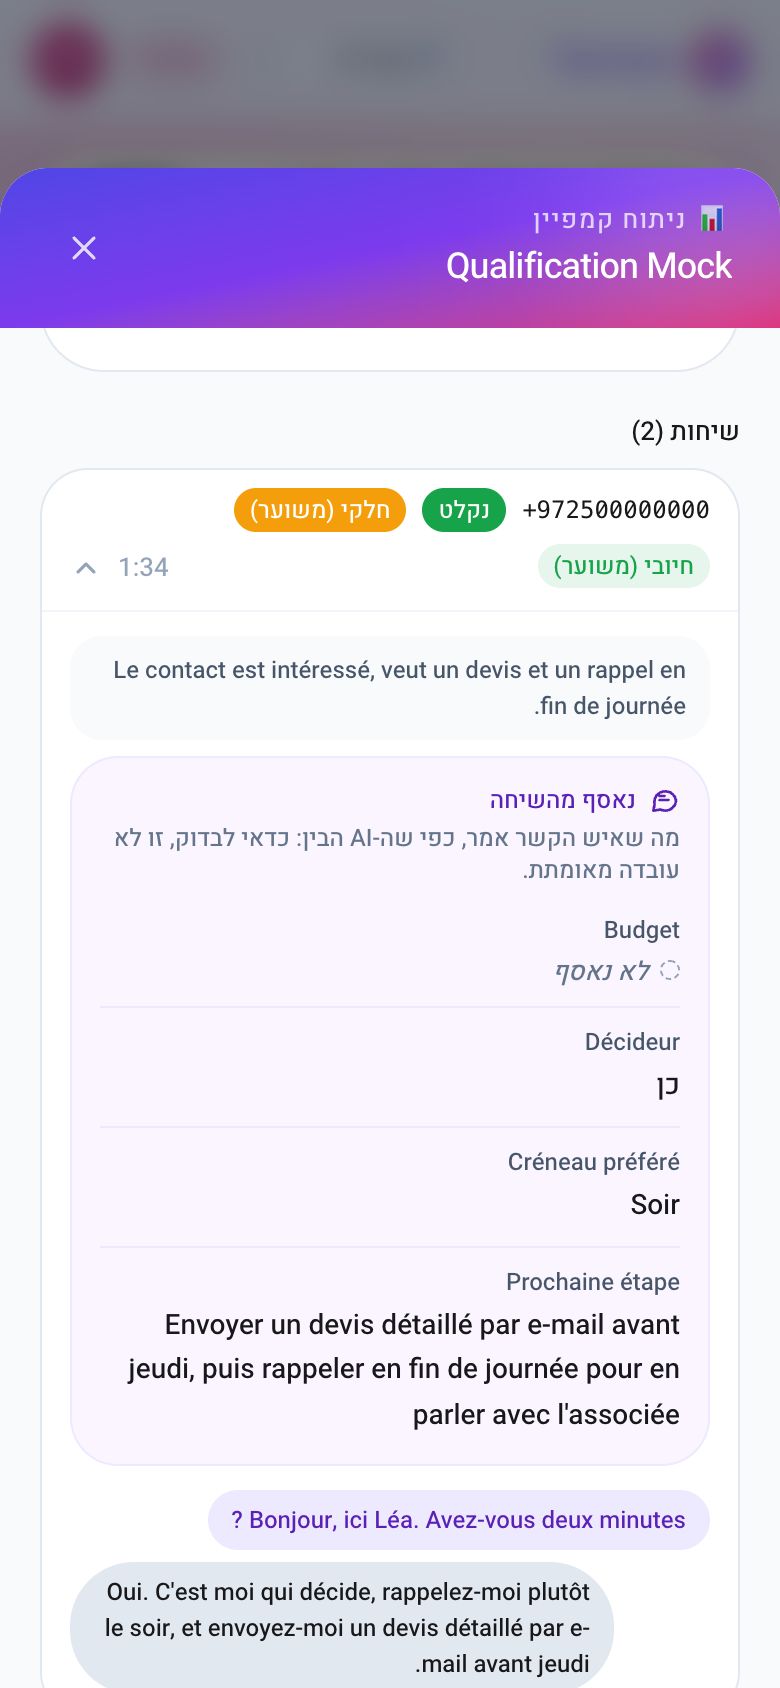 ניתוח קמפיין
Qualification Mock
שיחות (2)
+972500000000 נקלט חלקי (משוער)
חיובי (משוער) 1:34
Le contact est intéressé, veut un devis et un rappel en
fin de journée.
נאסף מהשיחה
מה שאיש הקשר אמר, כפי שה-AI הבין: כדאי לבדוק, זו לא
עובדה מאומתת.
Budget
לא נאסף
Décideur
כן
Créneau préféré
Soir
Prochaine étape
Envoyer un devis détaillé par e-mail avant
jeudi, puis rappeler en fin de journée pour en
parler avec l'associée
Bonjour, ici Léa. Avez-vous deux minutes ?
Oui. C'est moi qui décide, rappelez-moi plutôt
le soir, et envoyez-moi un devis détaillé par e-
mail avant jeudi.